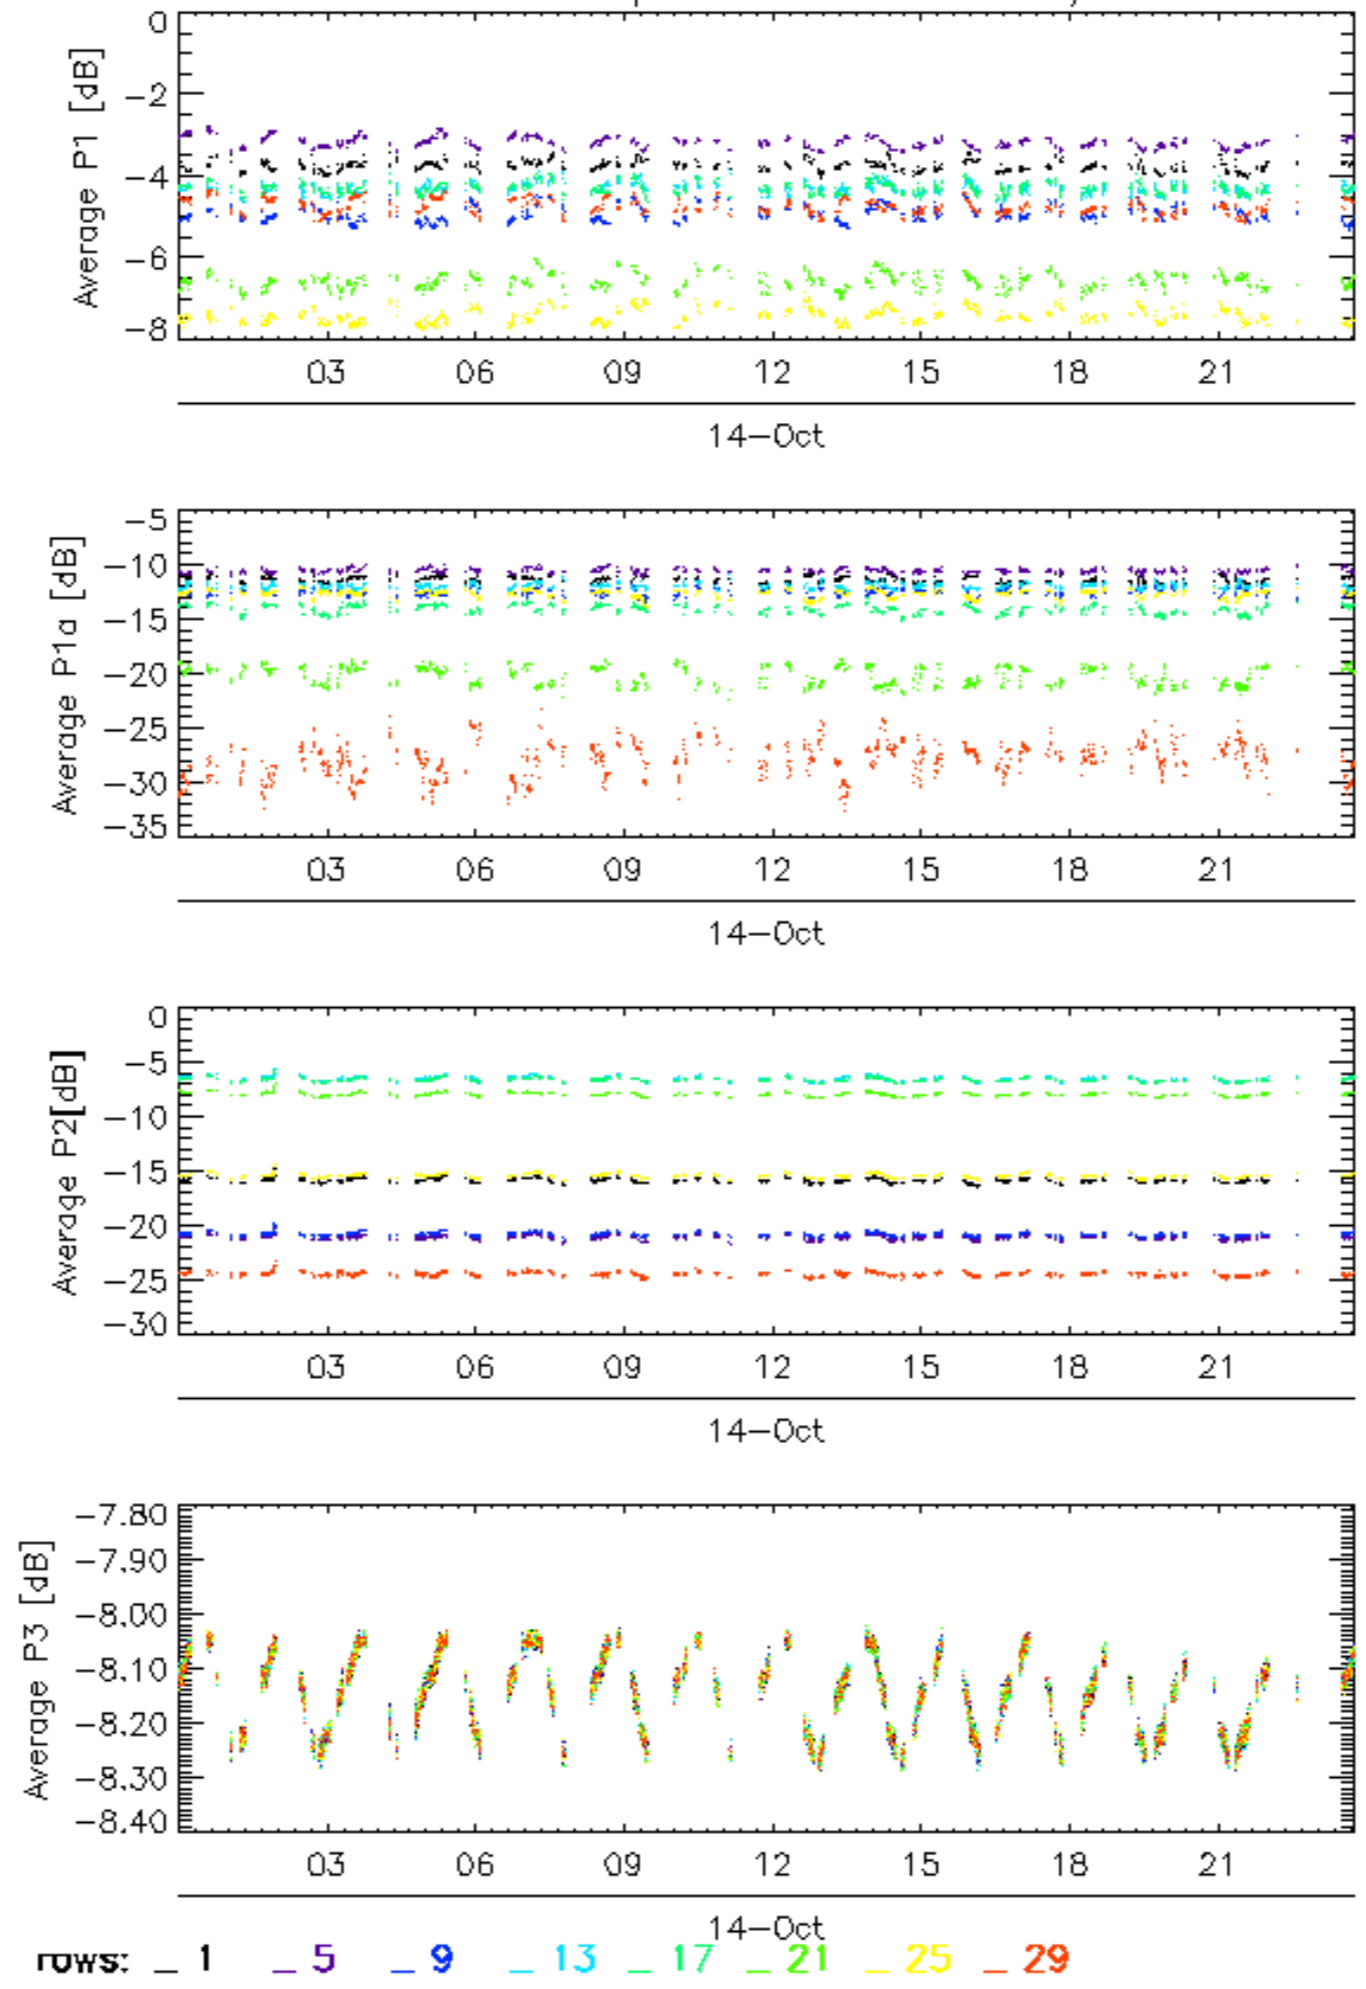 0
−2
−4
−6
−8
Average P1 [dB]
03 06 09 12 15 18 21
14−Oct
−5
−10
−15
−20
−25
−30
−35
Average P1a [dB]
03 06 09 12 15 18 21
14−Oct
0
−5
−10
−15
−20
−25
−30
Average P2[dB]
03 06 09 12 15 18 21
14−Oct
−7.80
−7.90
−8.00
−8.10
−8.20
−8.30
−8.40
Average P3 [dB]
03 06 09 12 15 18 21
14−Oct
rows: _ 1 _ 5 _ 9 _ 13 _ 17 _ 21 _ 25 _ 29